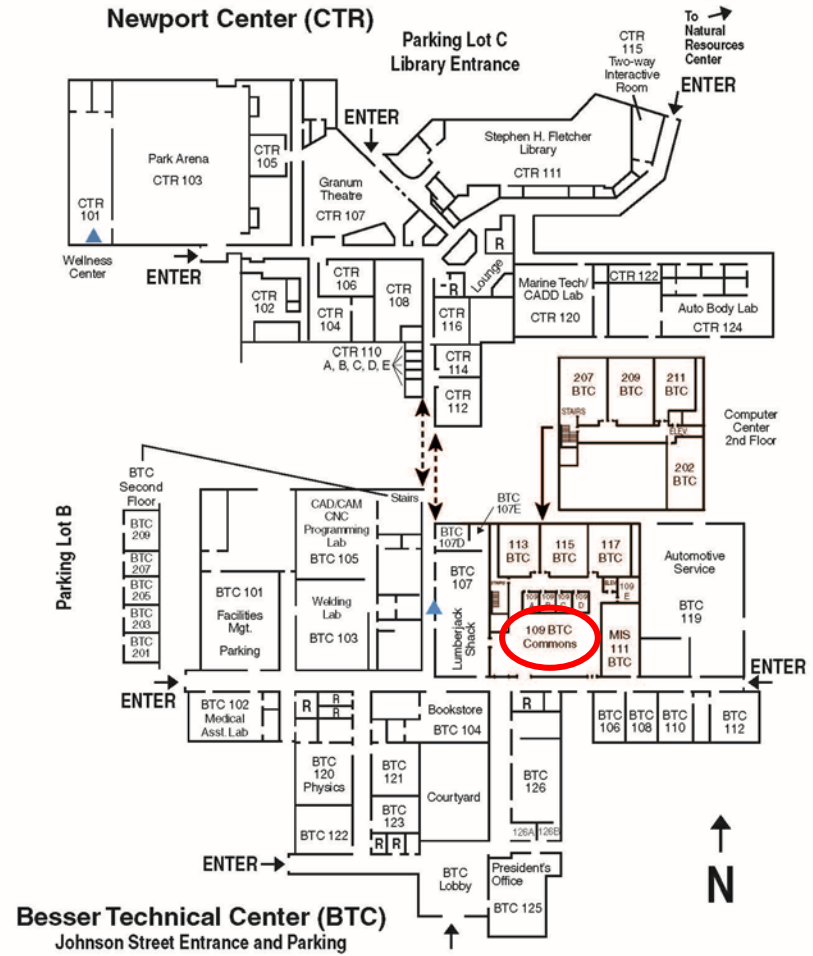 Newport Center (CTR)
Parking Lot C
Library Entrance
To
Natural
Resources
Center
ENTER
CTR
115
Two-way
Interactive
Room
ENTER
Stephen H. Fletcher
Library
CTR 111
Park Arena
CTR 103
CTR
105
Granum
Theatre
CTR 107
CTR
101
Wellness
Center
ENTER
R
Lounge
R
CTR
102
CTR
106
CTR
104
CTR
108
CTR
116
Marine Tech/
CADD Lab
CTR 120
CTR 122
Auto Body Lab
CTR 124
CTR 110
A, B, C, D, E
CTR
114
CTR
112
207
BTC
209
BTC
211
BTC
STAIRS
ELEV
202
BTC
Computer
Center
2nd Floor
BTC
Second
Floor
BTC
209
BTC
207
BTC
205
BTC
203
BTC
201
Parking Lot B
Stairs
CAD/CAM
CNC
Programming
Lab
BTC 105
BTC 101
Facilities
Mgt.
Parking
Welding
Lab
BTC 103
BTC
107E
BTC
107D
BTC
107
Lumberjack
Shack
113
BTC
115
BTC
117
BTC
ELEV
109
E
109
A
109
B
109
C
109
D
109 BTC
Commons
MIS
111
BTC
Automotive
Service
BTC
119
ENTER
ENTER
BTC 102
Medical
Asst. Lab
R
R
R
Bookstore
BTC 104
R
BTC
106
BTC
108
BTC
110
BTC
112
BTC
120
Physics
BTC
121
Courtyard
BTC
126
BTC 122
BTC
123
R
R
126A
126B
ENTER
BTC
Lobby
President's
Office
BTC 125
N
Besser Technical Center (BTC)
Johnson Street Entrance and Parking